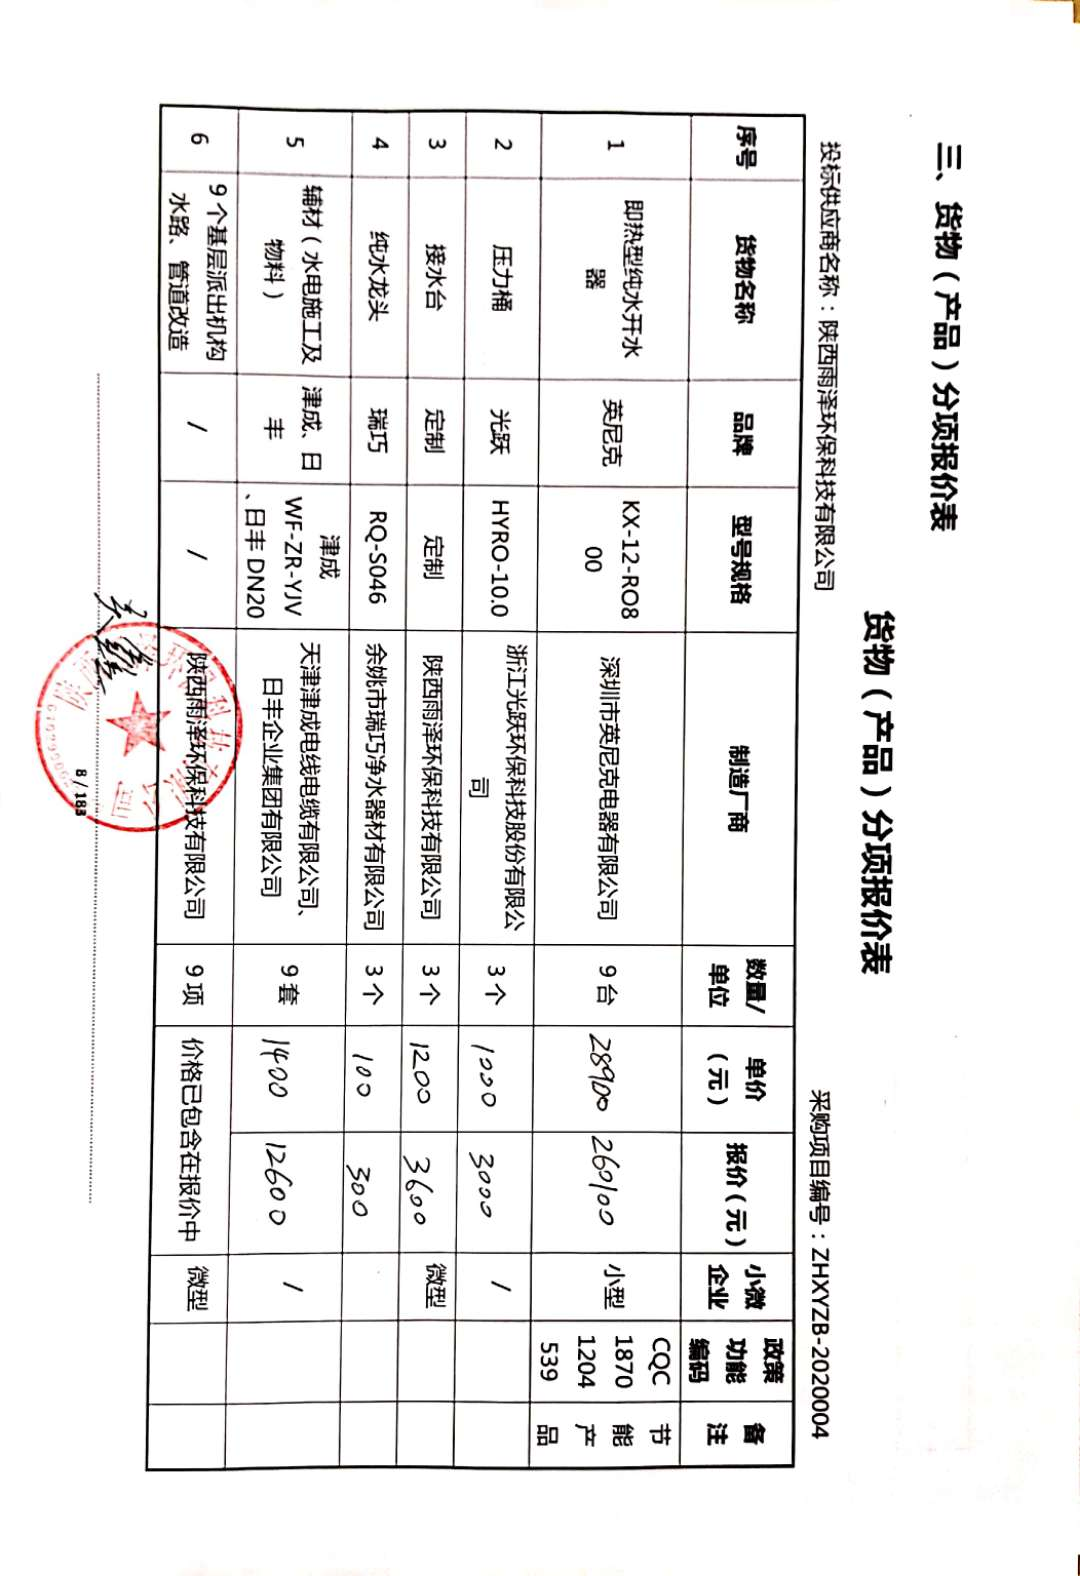 三、货物（产品）分项报价表
货物（产品）分项报价表
投标供应商名称：陕西雨泽环保科技有限公司 采购项目编号：ZHXYZB-2020004
序号 货物名称 品牌 型号规格 制造厂商 数量/单位 单价（元） 报价（元） 小微企业 政策功能编码 备注
1 即热型纯水开水器 英尼克 KX-12-RO800 深圳市英尼克电器有限公司 9 台 28900 260100 小型 CQC18701204539 节能产品
2 压力桶 光跃 HYRO-10.0 浙江光跃环保科技股份有限公司 3 个 1000 3000 /
3 接水台 定制 定制 陕西雨泽环保科技有限公司 3 个 1200 3600 微型
4 纯水龙头 瑞巧 RQ-S046 余姚市瑞巧净水器材有限公司 3 个 100 300
5 辅材（水电施工及物料） 津成、日丰 津成 WF-ZR-YJV、日丰 DN20 天津津成电线电缆有限公司、日丰企业集团有限公司 9 套 1400 12600 /
6 9 个基层派出机构水路、管道改造 / / 陕西雨泽环保科技有限公司 9 项 价格已包含在报价中 微型
8 / 183